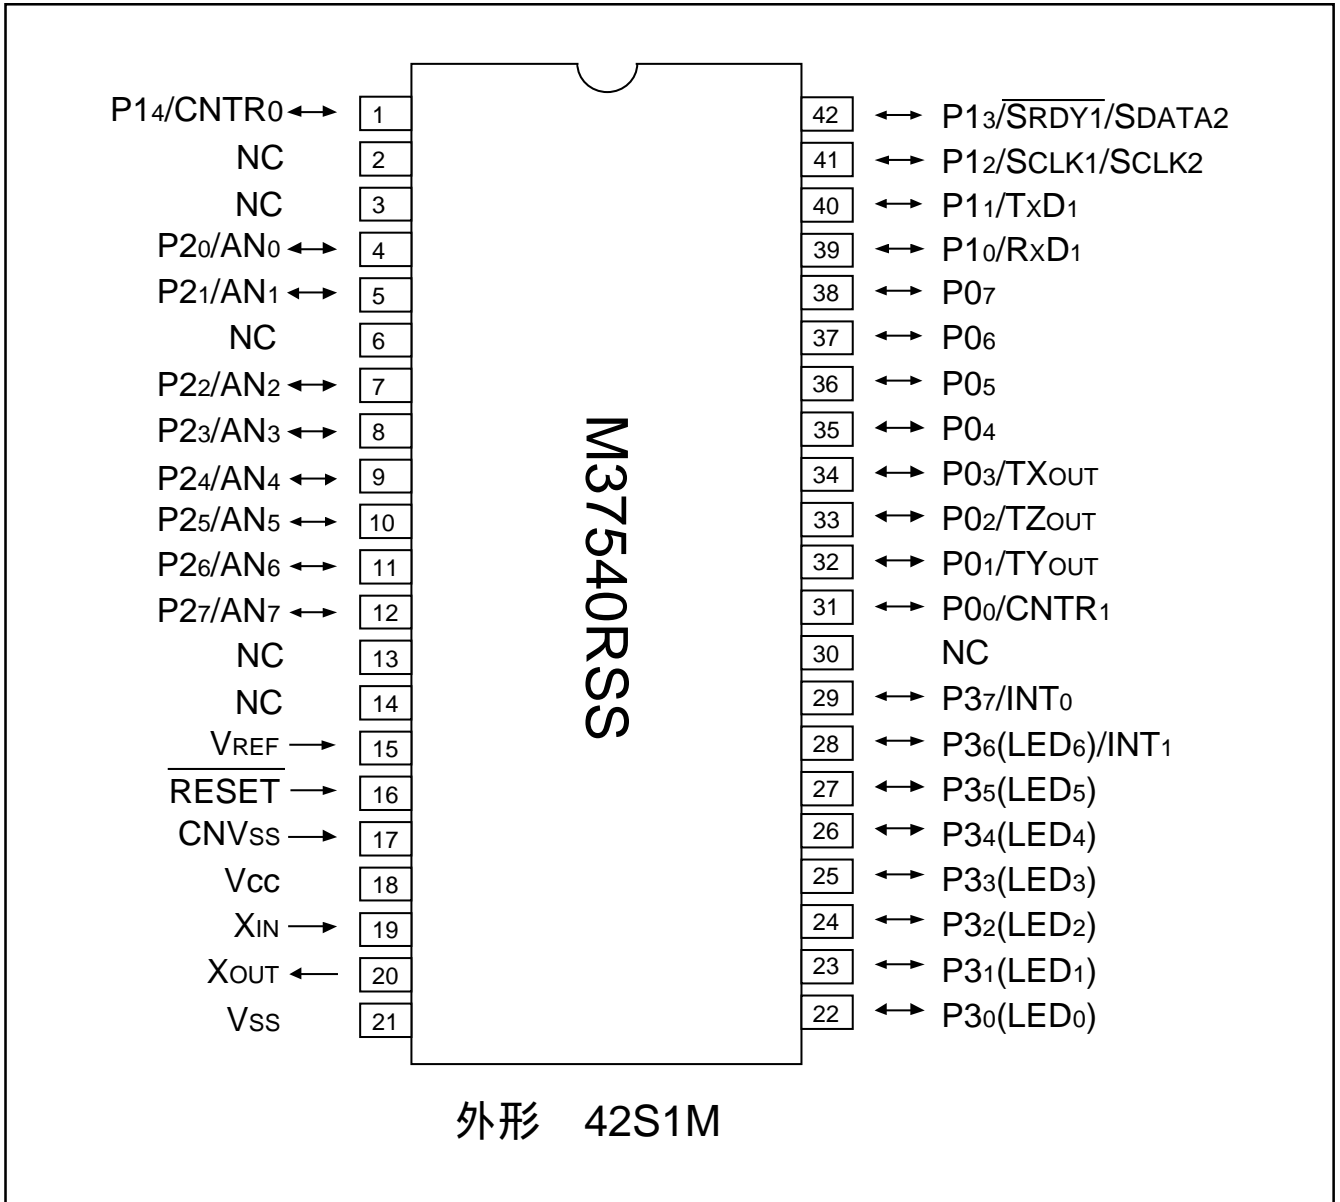 P14/CNTR0
NC
NC
P20/AN0
P21/AN1
NC
P22/AN2
P23/AN3
P24/AN4
P25/AN5
P26/AN6
P27/AN7
NC
NC
VREF
RESET
CNVSS
Vcc
XIN
XOUT
VSS
1
2
3
4
5
6
7
8
9
10
11
12
13
14
15
16
17
18
19
20
21
M37540RSS
42
41
40
39
38
37
36
35
34
33
32
31
30
29
28
27
26
25
24
23
22
P13/SRDY1/SDATA2
P12/SCLK1/SCLK2
P11/TxD1
P10/RxD1
P07
P06
P05
P04
P03/TXOUT
P02/TZOUT
P01/TYOUT
P00/CNTR1
NC
P37/INT0
P36(LED6)/INT1
P35(LED5)
P34(LED4)
P33(LED3)
P32(LED2)
P31(LED1)
P30(LED0)
外形 42S1M